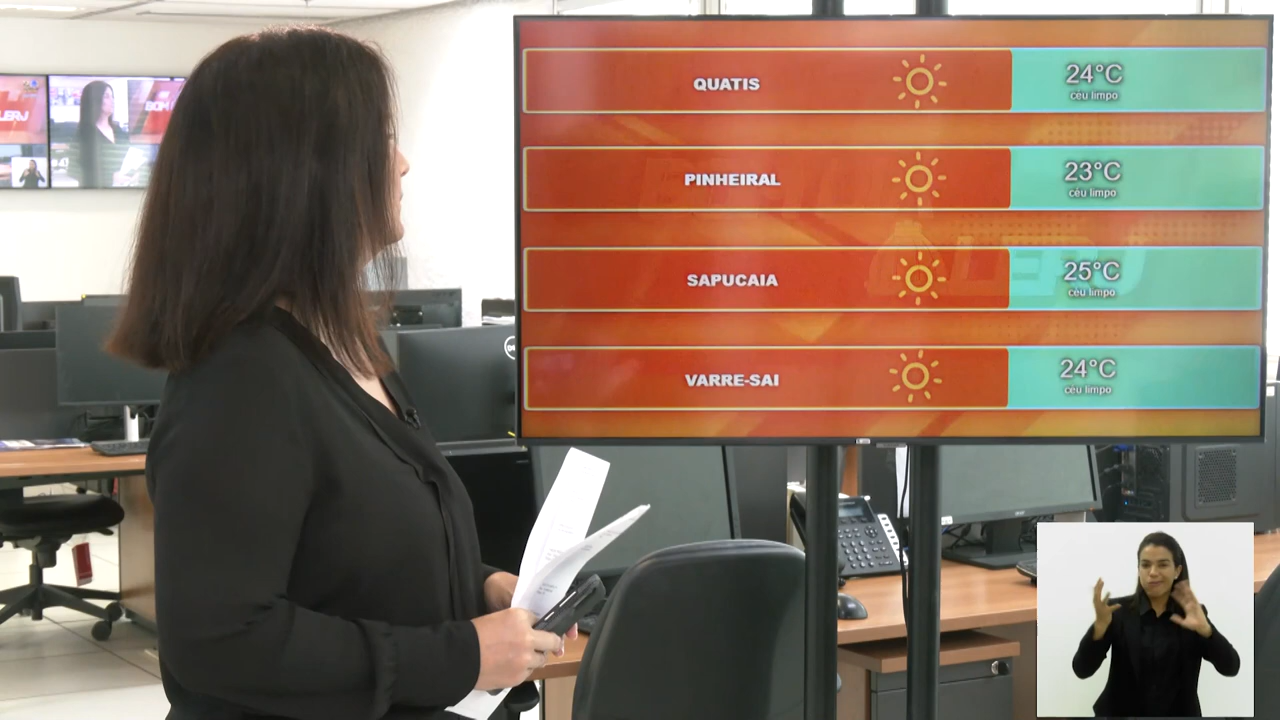 QUATIS
24°C
céu limpo
PINHEIRAL
23°C
céu limpo
SAPUCAIA
25°C
céu limpo
VARRE-SAI
24°C
céu limpo